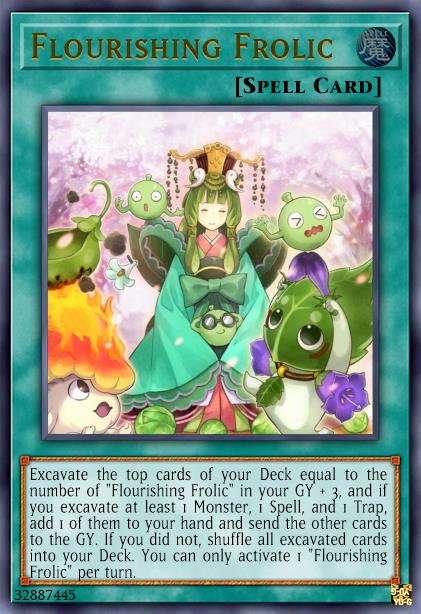 Flourishing Frolic
[Spell Card]
Excavate the top cards of your Deck equal to the
number of "Flourishing Frolic" in your GY + 3, and if
you excavate at least 1 Monster, 1 Spell, and 1 Trap,
add 1 of them to your hand and send the other cards
to the GY. If you did not, shuffle all excavated cards
into your Deck. You can only activate 1 "Flourishing
Frolic" per turn.
32887445